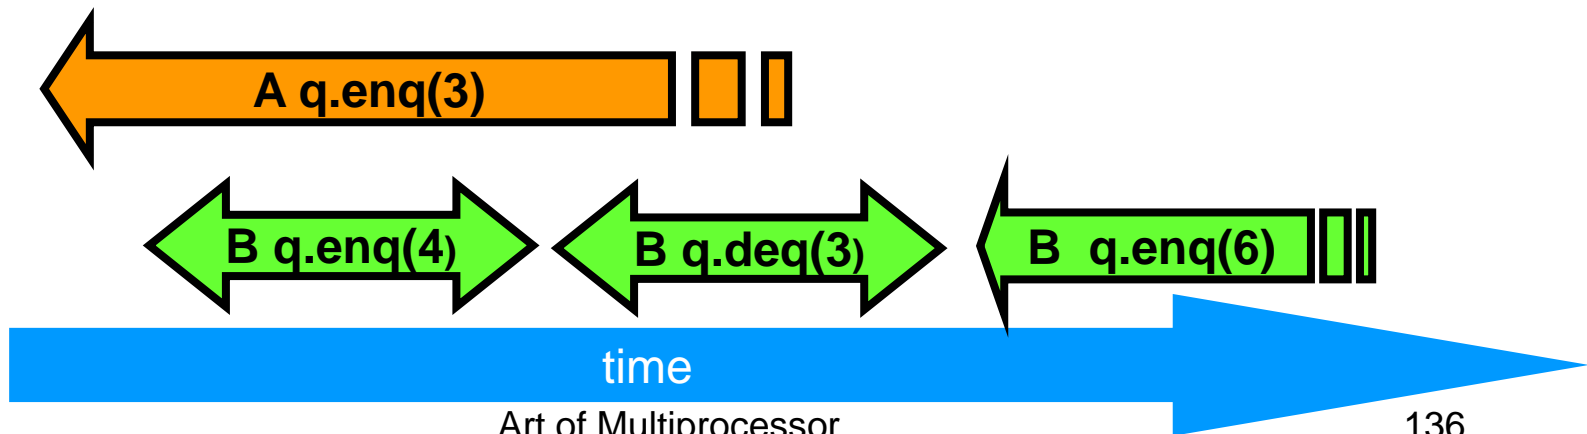 A q.enq(3)
B q.enq(4) B q.deq(3) B q.enq(6)
time
Art of Multiprocessor 136